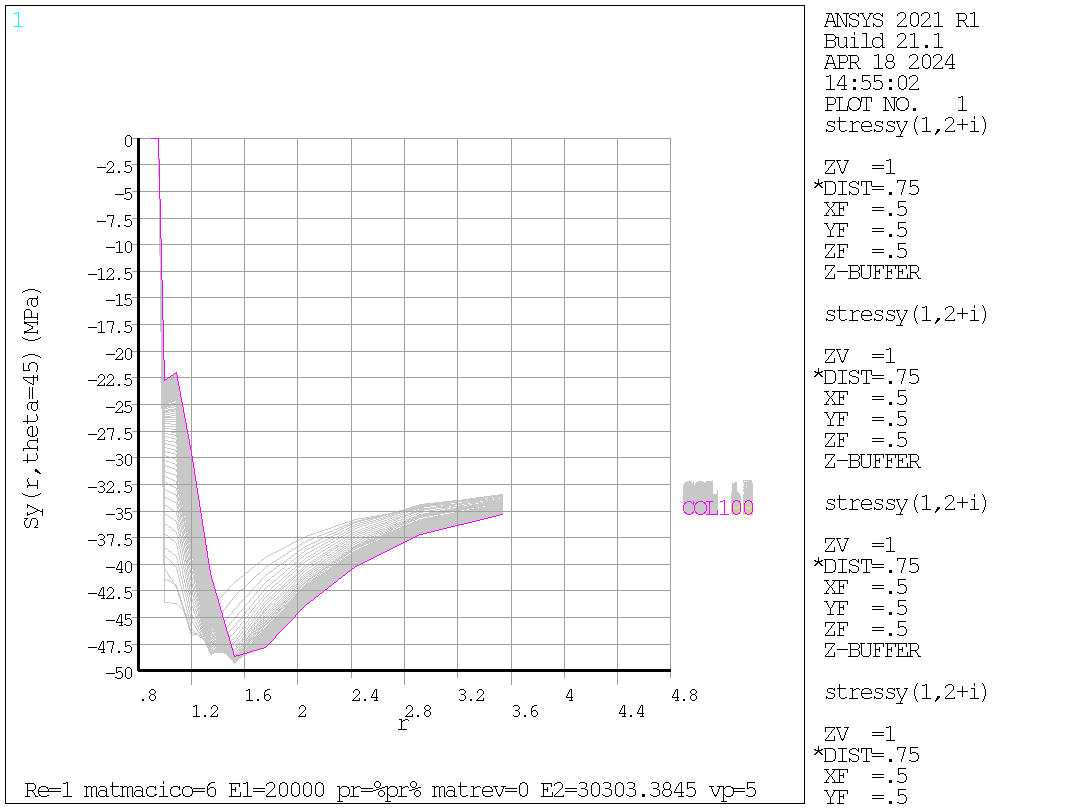 1
ANSYS 2021 R1
Build 21.1
APR 18 2024
14:55:02
PLOT NO. 1
stressy(1,2+i)
ZV =1
*DIST=.75
XF =.5
YF =.5
ZF =.5
Z-BUFFER
stressy(1,2+i)
ZV =1
*DIST=.75
XF =.5
YF =.5
ZF =.5
Z-BUFFER
stressy(1,2+i)
ZV =1
*DIST=.75
XF =.5
YF =.5
ZF =.5
Z-BUFFER
stressy(1,2+i)
ZV =1
*DIST=.75
XF =.5
YF =.5
Sy(r,theta=45)(MPa)
0
-2.5
-5
-7.5
-10
-12.5
-15
-17.5
-20
-22.5
-25
-27.5
-30
-32.5
-35
-37.5
-40
-42.5
-45
-47.5
-50
COL100
.8 1.6 2.4 3.2 4 4.8
1.2 2 2.8 3.6 4.4
r
Re=1 matmacico=6 E1=20000 pr=%pr% matrev=0 E2=30303.3845 vp=5